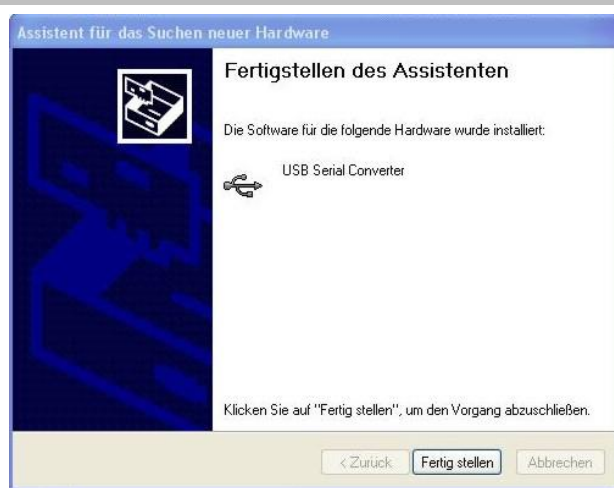 Assistent für das Suchen neuer Hardware
Fertigstellen des Assistenten
Die Software für die folgende Hardware wurde installiert:
USB Serial Converter
Klicken Sie auf "Fertig stellen", um den Vorgang abzuschließen.
< Zurück Fertig stellen Abbrechen